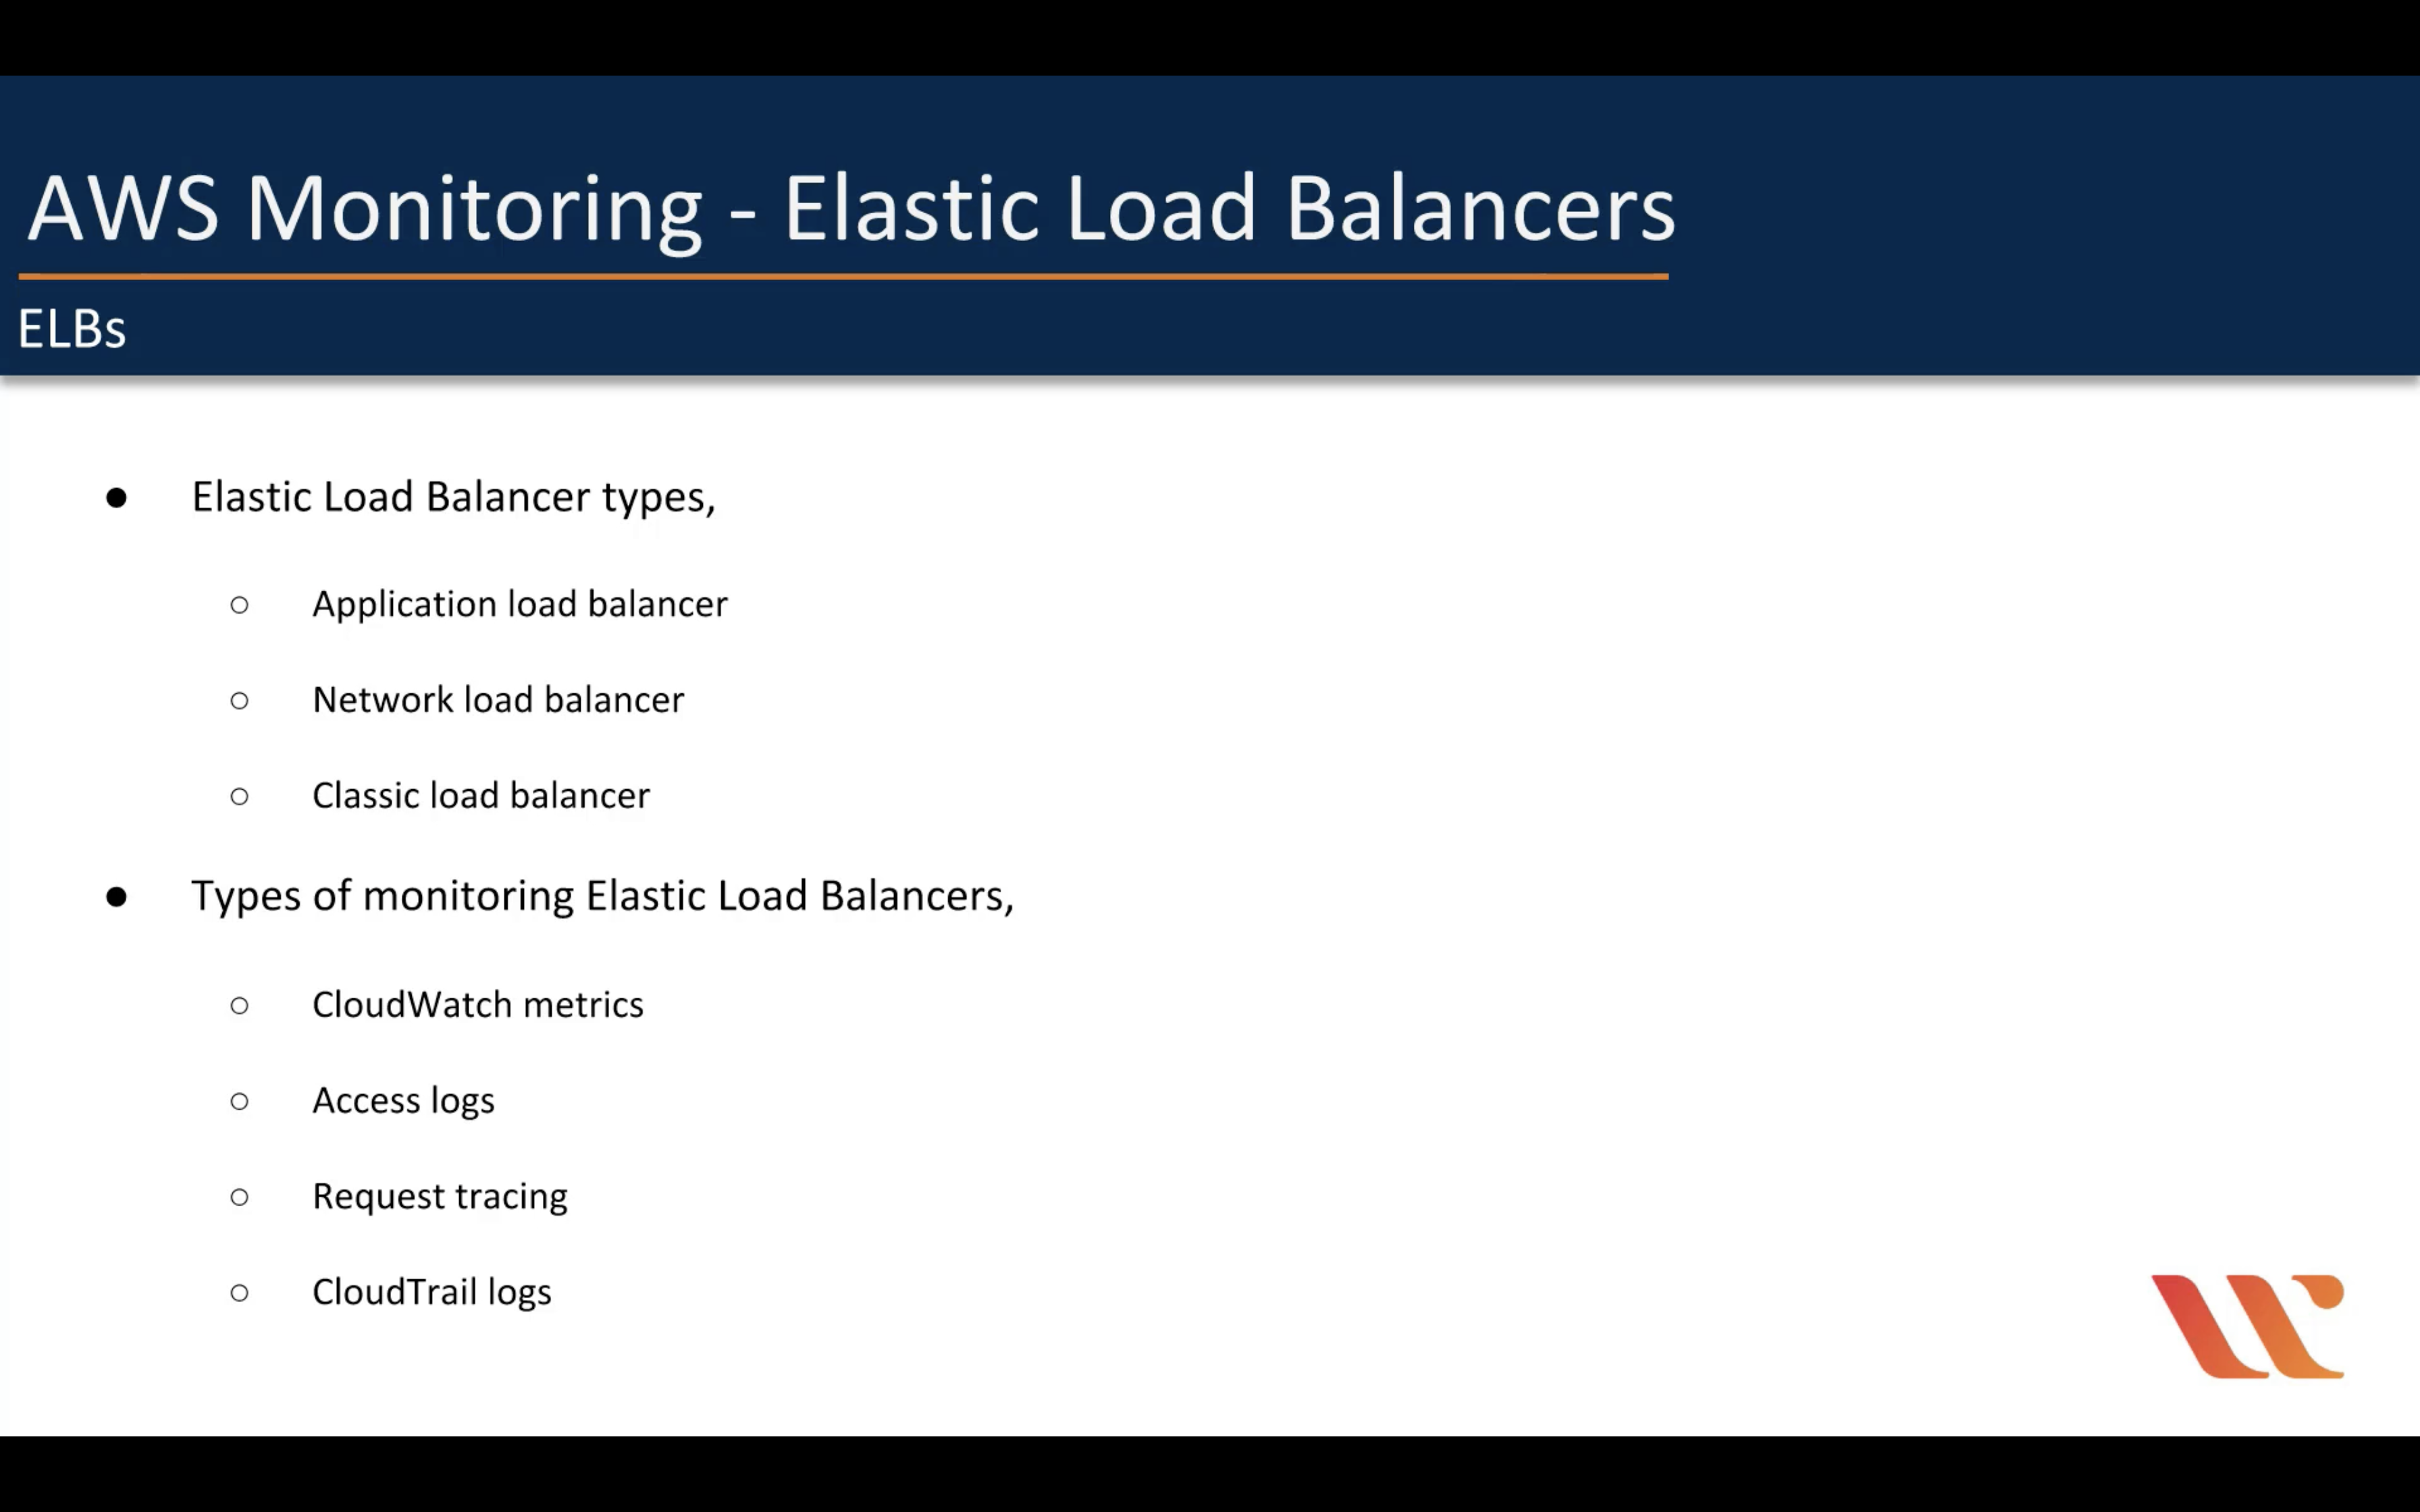 AWS Monitoring - Elastic Load Balancers
ELBs
● Elastic Load Balancer types,
○ Application load balancer
○ Network load balancer
○ Classic load balancer
● Types of monitoring Elastic Load Balancers,
○ CloudWatch metrics
○ Access logs
○ Request tracing
○ CloudTrail logs